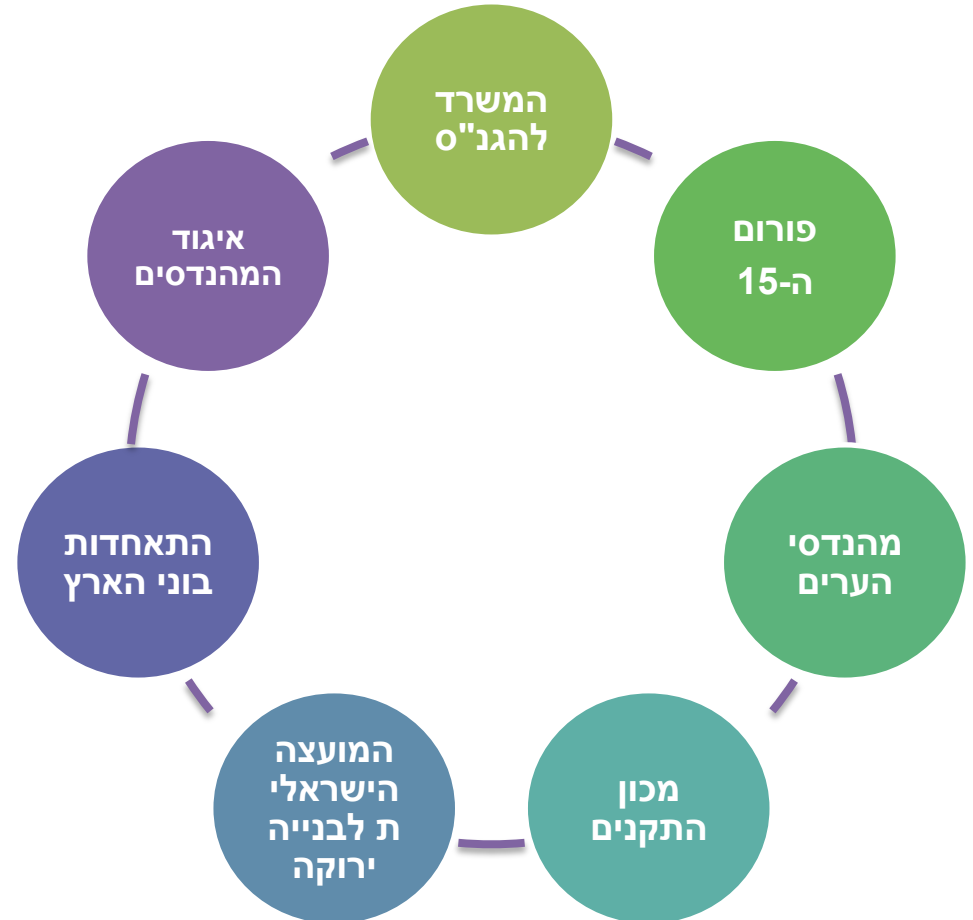 המשרד
להגנ"ס
פורום
ה-15
מהנדסי
הערים
מכון
התקנים
המועצה
הישראלי
ת לבנייה
ירוקה
התאחדות
בוני הארץ
איגוד
המהנדסים